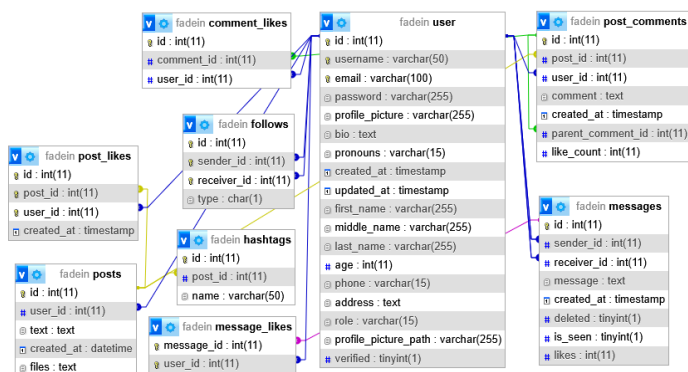 fadein comment_likes
id : int(11)
comment_id : int(11)
user_id : int(11)
fadein user
id : int(11)
username : varchar(50)
email : varchar(100)
password : varchar(255)
profile_picture : varchar(255)
bio : text
pronouns : varchar(15)
created_at : timestamp
updated_at : timestamp
first_name : varchar(255)
middle_name : varchar(255)
last_name : varchar(255)
age : int(11)
phone : varchar(15)
address : text
role : varchar(15)
profile_picture_path : varchar(255)
verified : tinyint(1)
fadein post_comments
id : int(11)
post_id : int(11)
user_id : int(11)
comment : text
created_at : timestamp
parent_comment_id : int(11)
like_count : int(11)
fadein follows
id : int(11)
sender_id : int(11)
receiver_id : int(11)
type : char(1)
fadein post_likes
id : int(11)
post_id : int(11)
user_id : int(11)
created_at : timestamp
fadein hashtags
id : int(11)
post_id : int(11)
name : varchar(50)
fadein messages
id : int(11)
sender_id : int(11)
receiver_id : int(11)
message : text
created_at : timestamp
deleted : tinyint(1)
is_seen : tinyint(1)
likes : int(11)
fadein posts
id : int(11)
user_id : int(11)
text : text
created_at : datetime
files : text
fadein message_likes
message_id : int(11)
user_id : int(11)